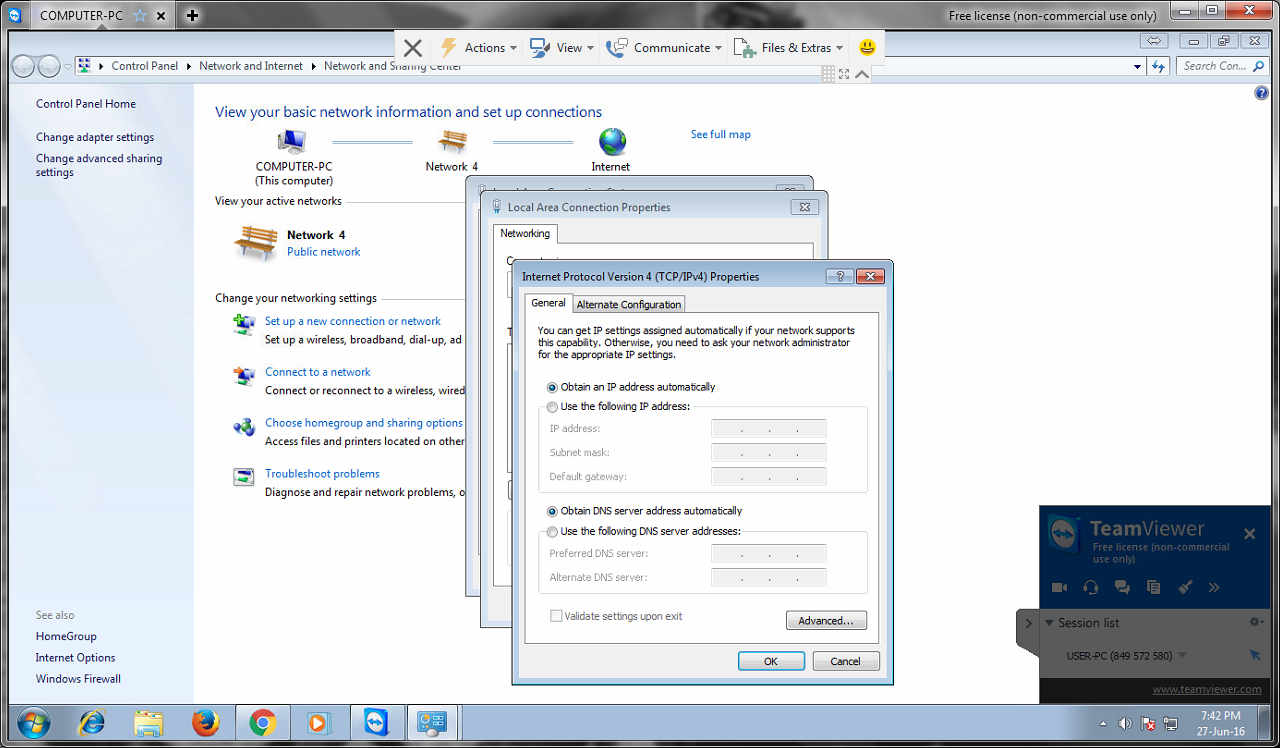 COMPUTER-PC
Free license (non-commercial use only)
Actions
View
Communicate
Files & Extras
Control Panel
Network and Internet
Network and Sharing Center
Search Con...
Control Panel Home
Change adapter settings
Change advanced sharing
settings
View your basic network information and set up connections
See full map
COMPUTER-PC
(This computer)
Network 4
Internet
View your active networks
Network 4
Public network
Change your networking settings
Set up a new connection or network
Set up a wireless, broadband, dial-up, ad
Connect to a network
Connect or reconnect to a wireless, wired
Choose homegroup and sharing options
Access files and printers located on other
Troubleshoot problems
Diagnose and repair network problems, o
See also
HomeGroup
Internet Options
Windows Firewall
Local Area Connection Properties
Networking
Internet Protocol Version 4 (TCP/IPv4) Properties
General
Alternate Configuration
You can get IP settings assigned automatically if your network supports
this capability. Otherwise, you need to ask your network administrator
for the appropriate IP settings.
Obtain an IP address automatically
Use the following IP address:
IP address:
Subnet mask:
Default gateway:
Obtain DNS server address automatically
Use the following DNS server addresses:
Preferred DNS server:
Alternate DNS server:
Validate settings upon exit
Advanced...
OK
Cancel
TeamViewer
Free license (non-commercial
use only)
Session list
USER-PC (849 572 580)
www.teamviewer.com
7:42 PM
27-Jun-16